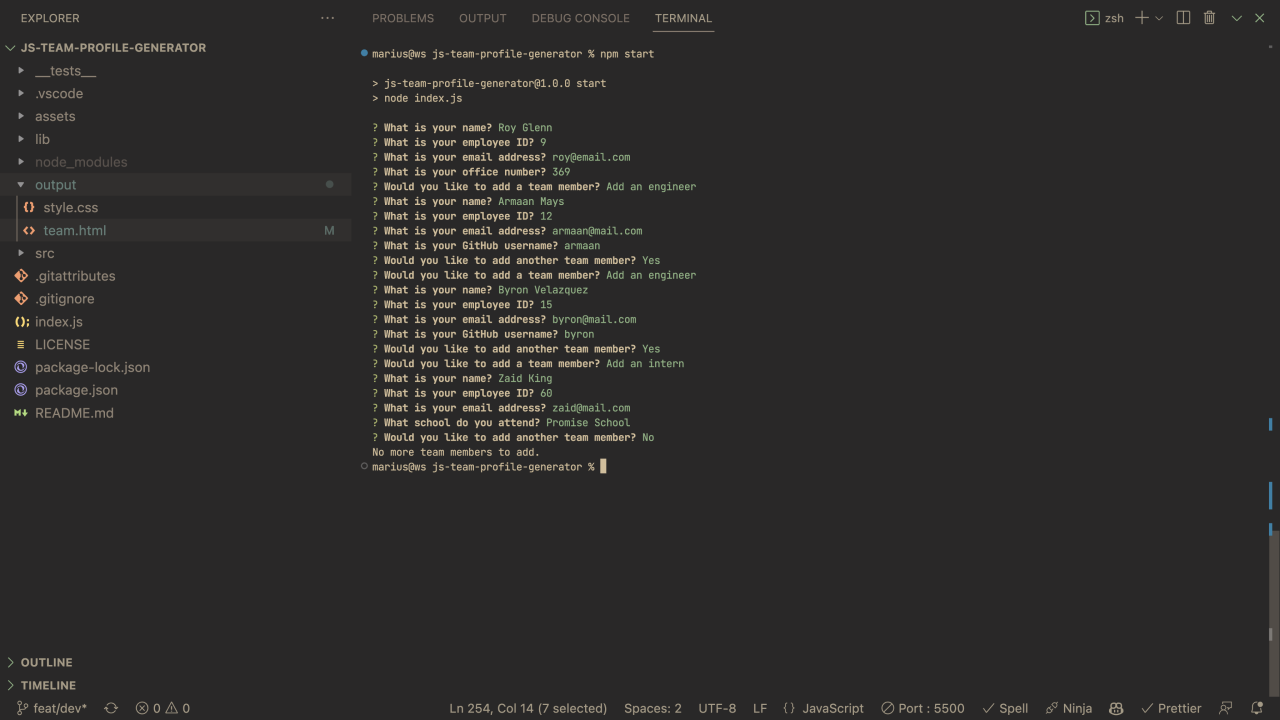 EXPLORER
JS-TEAM-PROFILE-GENERATOR
__tests__
.vscode
assets
lib
node_modules
output
style.css
team.html M
src
.gitattributes
.gitignore
index.js
LICENSE
package-lock.json
package.json
README.md
OUTLINE
TIMELINE
PROBLEMS OUTPUT DEBUG CONSOLE TERMINAL
zsh
marius@ws js-team-profile-generator % npm start
> js-team-profile-generator@1.0.0 start
> node index.js
? What is your name? Roy Glenn
? What is your employee ID? 9
? What is your email address? roy@email.com
? What is your office number? 369
? Would you like to add a team member? Add an engineer
? What is your name? Armaan Mays
? What is your employee ID? 12
? What is your email address? armaan@mail.com
? What is your GitHub username? armaan
? Would you like to add another team member? Yes
? Would you like to add a team member? Add an engineer
? What is your name? Byron Velazquez
? What is your employee ID? 15
? What is your email address? byron@mail.com
? What is your GitHub username? byron
? Would you like to add another team member? Yes
? Would you like to add a team member? Add an intern
? What is your name? Zaid King
? What is your employee ID? 60
? What is your email address? zaid@mail.com
? What school do you attend? Promise School
? Would you like to add another team member? No
No more team members to add.
marius@ws js-team-profile-generator %
feat/dev* 0 0 Ln 254, Col 14 (7 selected) Spaces: 2 UTF-8 LF { } JavaScript Port : 5500 Spell Ninja Prettier